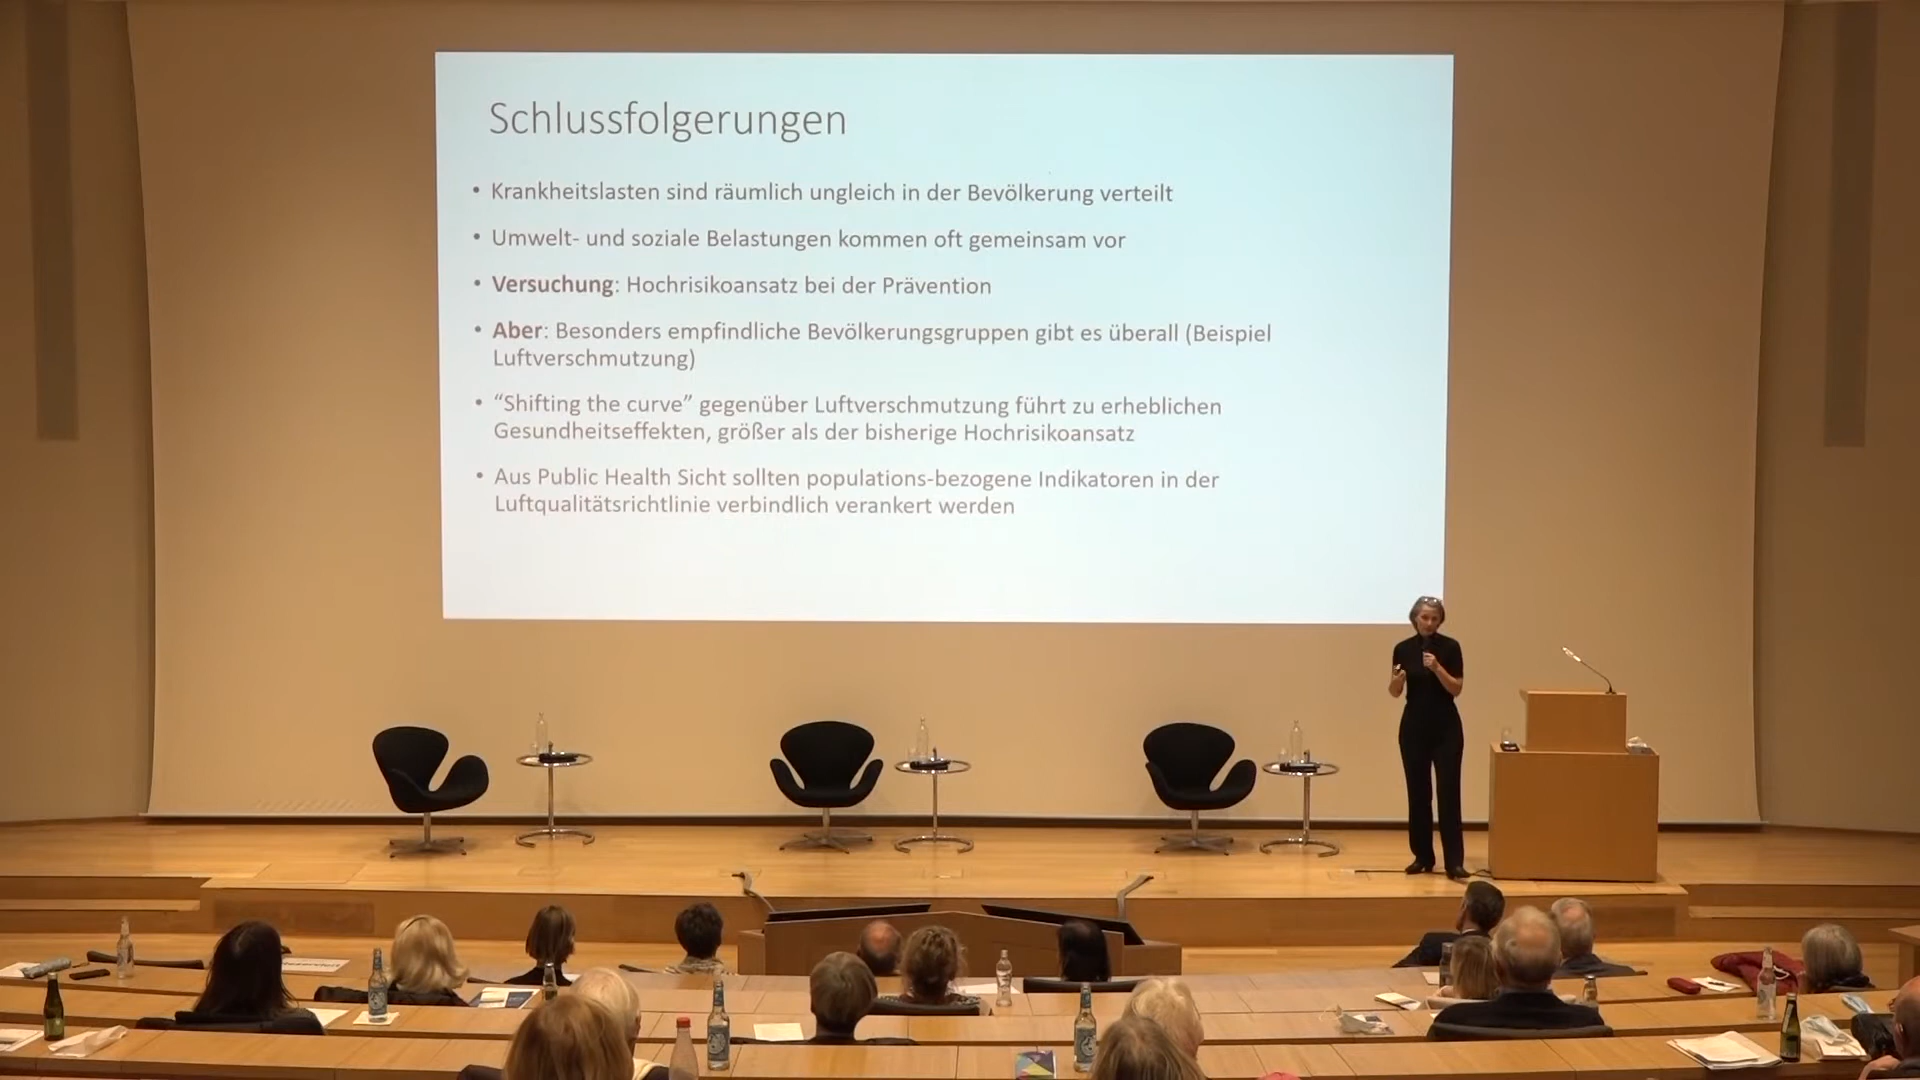 Schlussfolgerungen
• Krankheitslasten sind räumlich ungleich in der Bevölkerung verteilt
• Umwelt- und soziale Belastungen kommen oft gemeinsam vor
• Versuchung: Hochrisikoansatz bei der Prävention
• Aber: Besonders empfindliche Bevölkerungsgruppen gibt es überall (Beispiel
Luftverschmutzung)
• “Shifting the curve” gegenüber Luftverschmutzung führt zu erheblichen
Gesundheitseffekten, größer als der bisherige Hochrisikoansatz
• Aus Public Health Sicht sollten populations-bezogene Indikatoren in der
Luftqualitätsrichtlinie verbindlich verankert werden